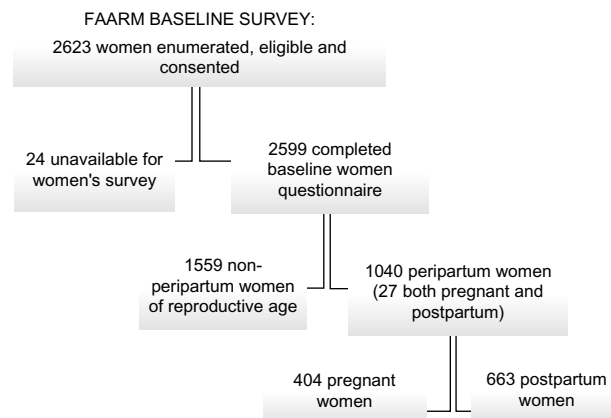 FAARM BASELINE SURVEY:
2623 women enumerated, eligible and
consented
24 unavailable for
women's survey
2599 completed
baseline women
questionnaire
1559 non-
peripartum women
of reproductive age
1040 peripartum women
(27 both pregnant and
postpartum)
404 pregnant
women
663 postpartum
women